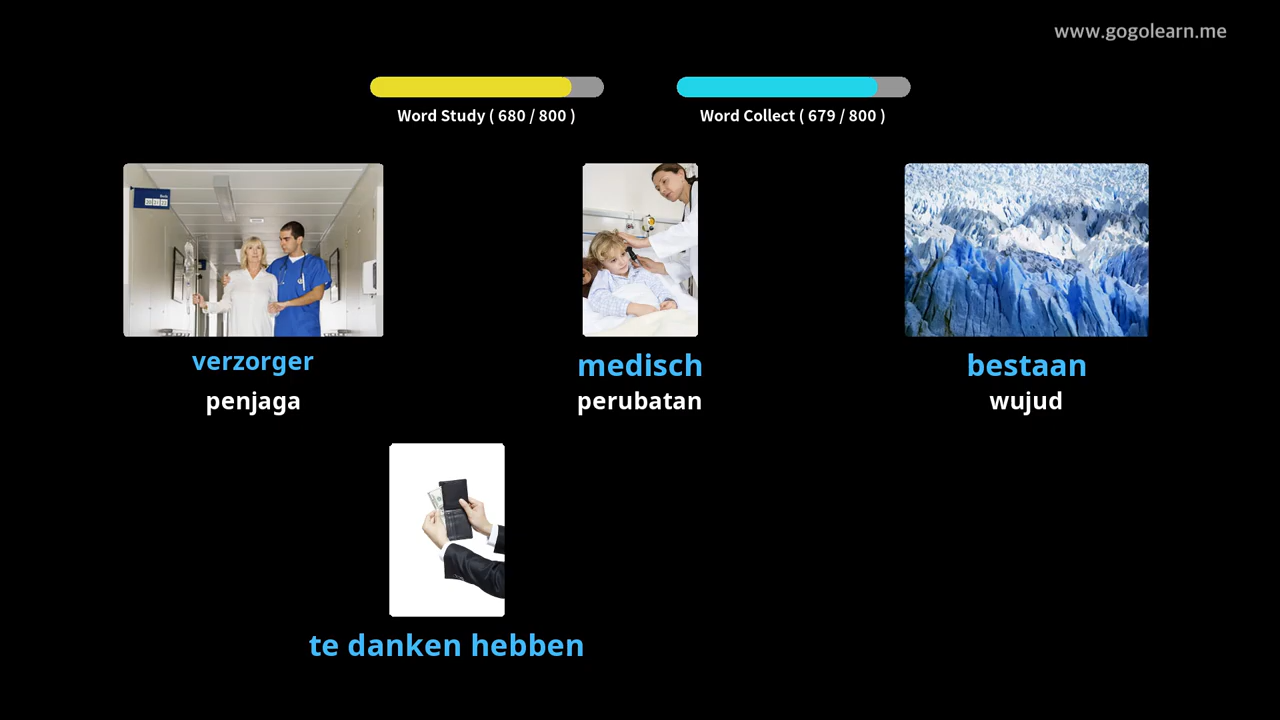 www.gogolearn.me
Word Study ( 680 / 800 )
Word Collect ( 679 / 800 )
verzorger
penjaga
medisch
perubatan
bestaan
wujud
te danken hebben